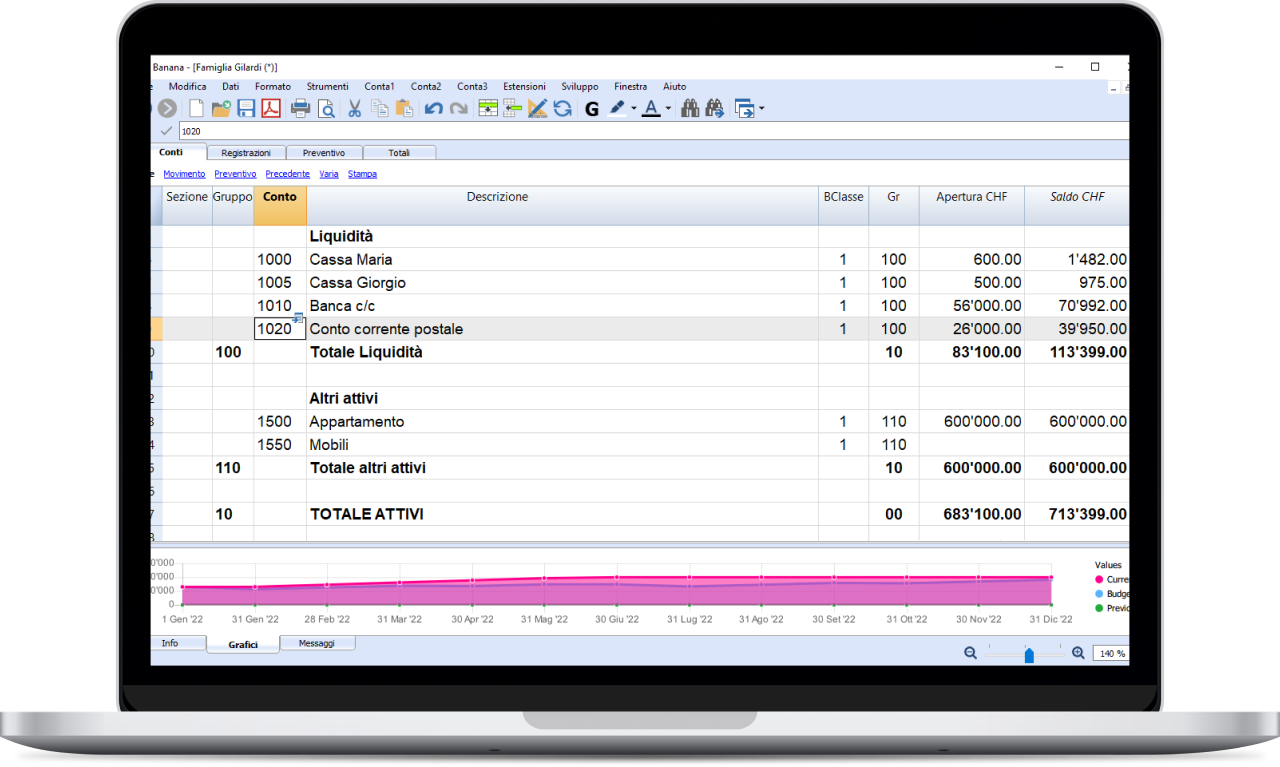 Banana - [Famiglia Gilardi (*)]
Modifica Dati Formato Strumenti Conta1 Conta2 Conta3 Estensioni Sviluppo Finestra Aiuto
G A
1020
Conti Registrazioni Preventivo Totali
Movimento Preventivo Precedente Varia Stampa
Sezione Gruppo Conto Descrizione BClasse Gr Apertura CHF Saldo CHF
Liquidità
1000 Cassa Maria 1 100 600.00 1'482.00
1005 Cassa Giorgio 1 100 500.00 975.00
1010 Banca c/c 1 100 56'000.00 70'992.00
1020 Conto corrente postale 1 100 26'000.00 39'950.00
100 Totale Liquidità 10 83'100.00 113'399.00
Altri attivi
1500 Appartamento 1 110 600'000.00 600'000.00
1550 Mobili 1 110
110 Totale altri attivi 10 600'000.00 600'000.00
10 TOTALE ATTIVI 00 683'100.00 713'399.00
Values
Curre
Budge
Previo
0'000
0'000
0'000
0
1 Gen '22 31 Gen '22 28 Feb '22 31 Mar '22 30 Apr '22 31 Mag '22 30 Giu '22 31 Lug '22 31 Ago '22 30 Set '22 31 Ott '22 30 Nov '22 31 Dic '22
Info Grafici Messaggi
140 %